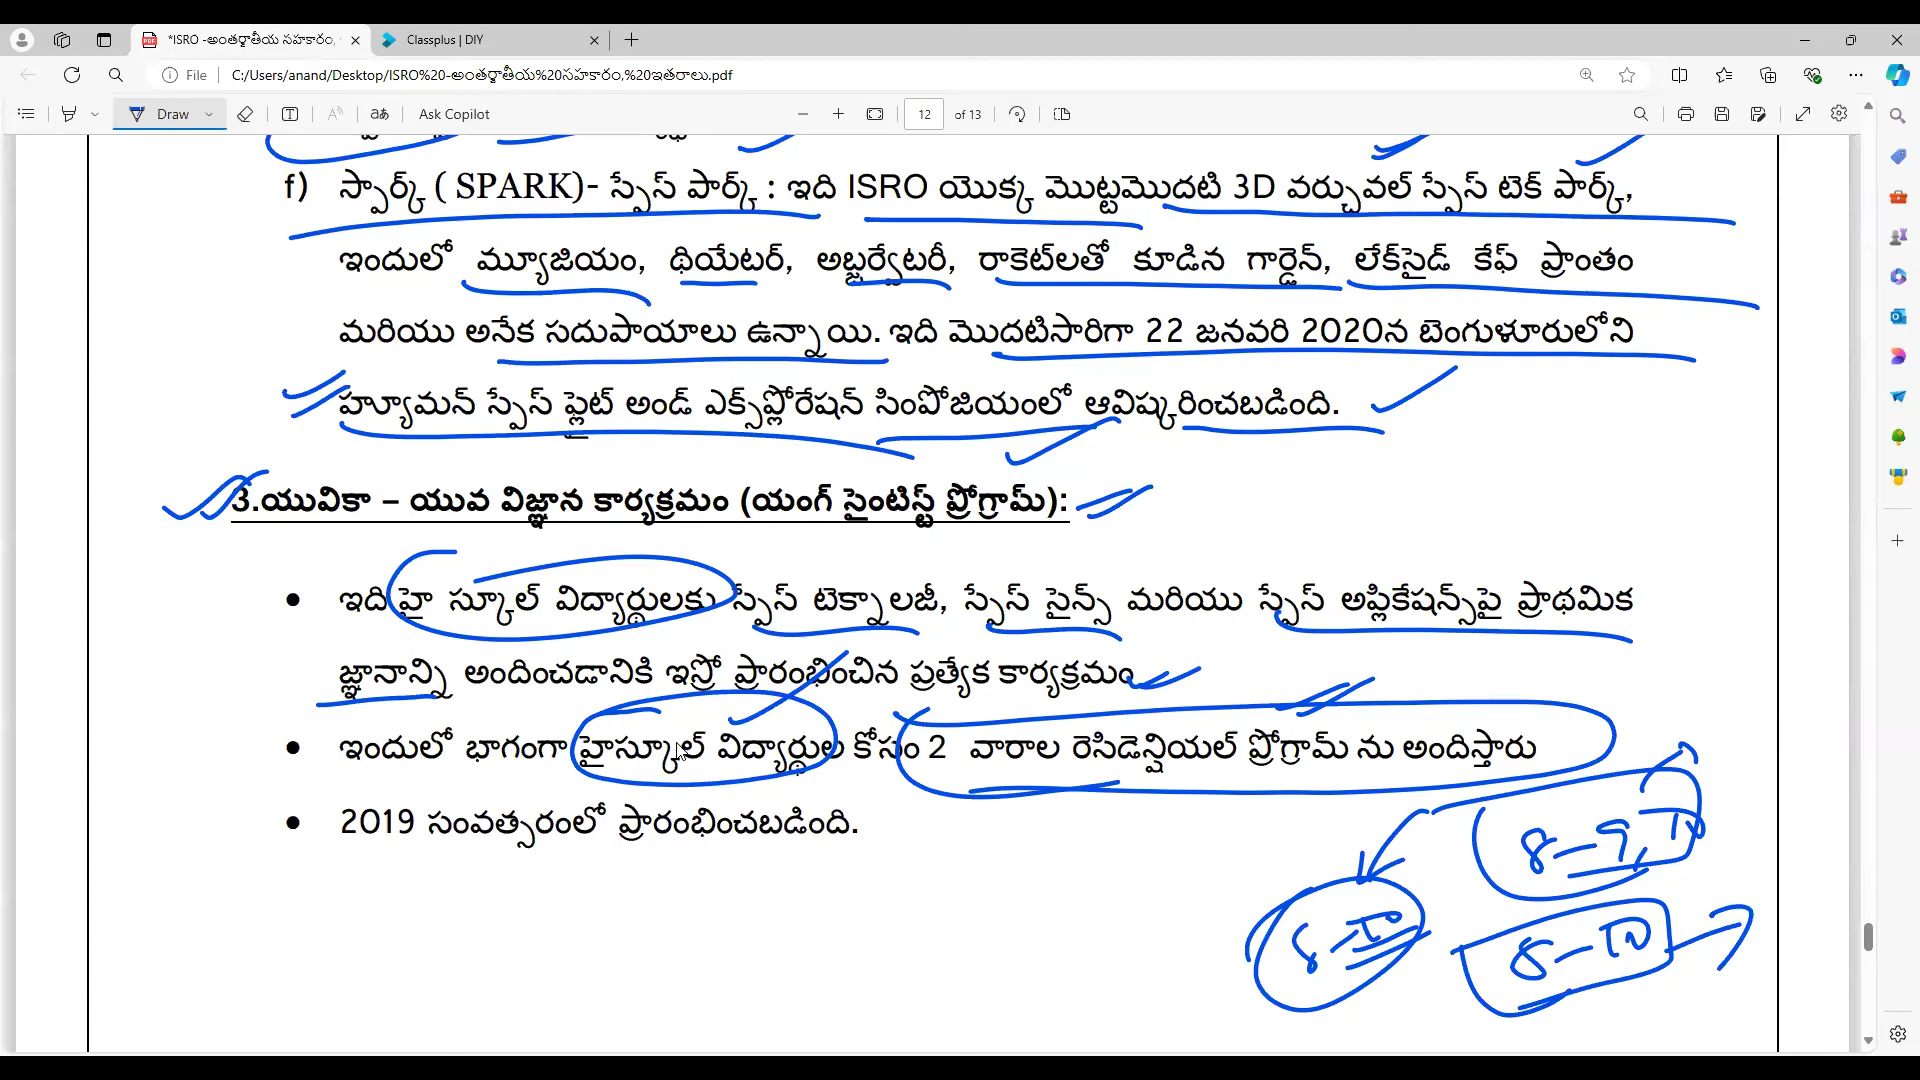 *ISRO -అంతర్జాతీయ సహకారం,
Classplus | DIY
File
C:/Users/anand/Desktop/ISRO%20-అంతర్జాతీయ%20సహకారం,%20ఇతరాలు.pdf
Draw
Ask Copilot
12 of 13
f) స్పార్క్ ( SPARK)- స్పేస్ పార్క్ : ఇది ISRO యొక్క మొట్టమొదటి 3D వర్చువల్ స్పేస్ టెక్ పార్క్,
ఇందులో మ్యూజియం, థియేటర్, అబ్జర్వేటరీ, రాకెట్‌లతో కూడిన గార్డెన్, లేక్‌సైడ్ కేఫ్ ప్రాంతం
మరియు అనేక సదుపాయాలు ఉన్నాయి. ఇది మొదటిసారిగా 22 జనవరి 2020న బెంగుళూరులోని
హ్యూమన్ స్పేస్ ఫ్లైట్ అండ్ ఎక్స్‌ప్లోరేషన్ సింపోజియంలో ఆవిష్కరించబడింది.
3.యువికా – యువ విజ్ఞాన కార్యక్రమం (యంగ్ సైంటిస్ట్ ప్రోగ్రామ్):
• ఇది హై స్కూల్ విద్యార్థులకు స్పేస్ టెక్నాలజీ, స్పేస్ సైన్స్ మరియు స్పేస్ అప్లికేషన్స్‌పై ప్రాథమిక
జ్ఞానాన్ని అందించడానికి ఇస్రో ప్రారంభించిన ప్రత్యేక కార్యక్రమం
• ఇందులో భాగంగా హైస్కూల్ విద్యార్థుల కోసం 2 వారాల రెసిడెన్షియల్ ప్రోగ్రామ్ ను అందిస్తారు
• 2019 సంవత్సరంలో ప్రారంభించబడింది.
8-9, 10
8-10
8-10